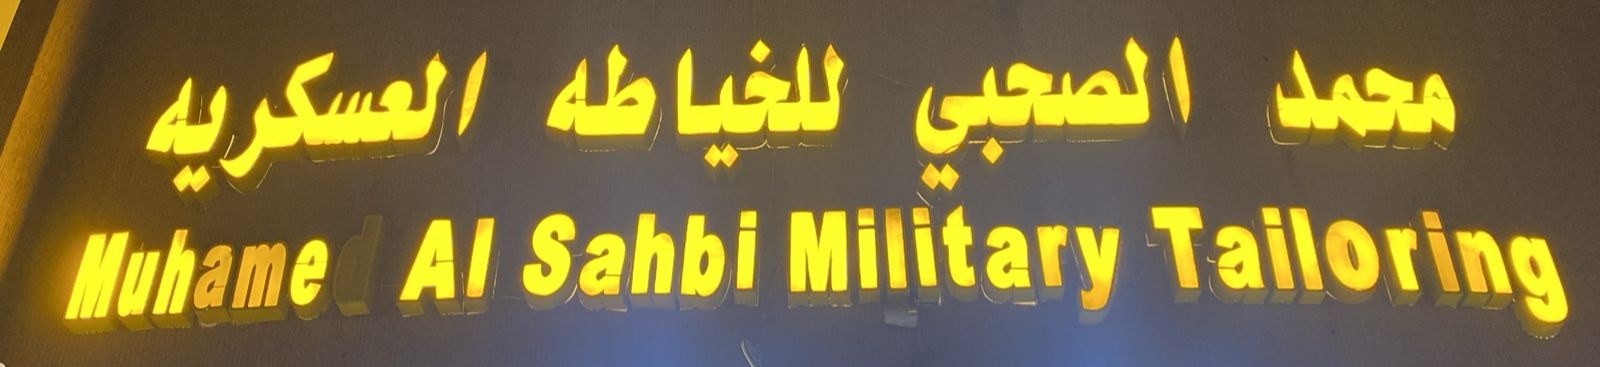 محمد الصحبي للخياطه العسكريه
Muhamed Al Sahbi Military Tailoring